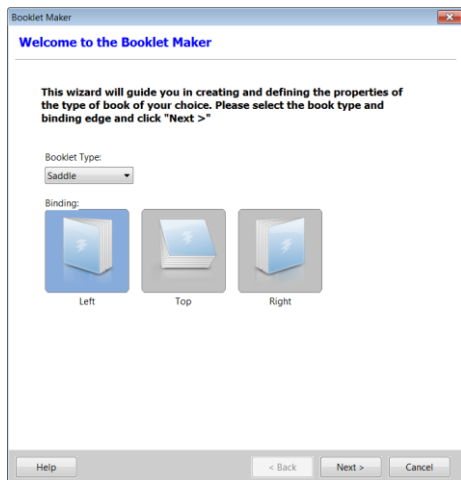 Booklet Maker
Welcome to the Booklet Maker
This wizard will guide you in creating and defining the properties of
the type of book of your choice. Please select the book type and
binding edge and click "Next >"
Booklet Type:
Saddle
Binding:
Left Top Right
Help < Back Next > Cancel